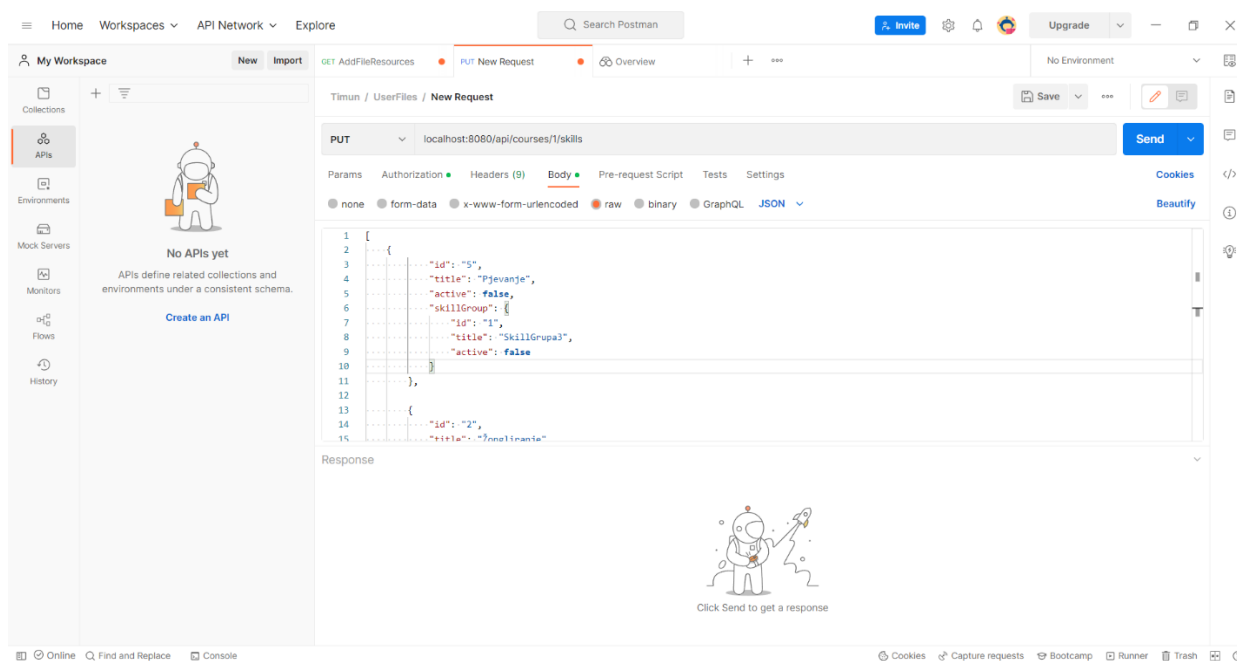 Home Workspaces API Network Explore Search Postman Invite Upgrade
My Workspace New Import GET AddFileResources PUT New Request Overview No Environment
Collections
APIs
Environments
Mock Servers
Monitors
Flows
History
No APIs yet
APIs define related collections and
environments under a consistent schema.
Create an API
Timun / UserFiles / New Request Save
PUT localhost:8080/api/courses/1/skills Send
Params Authorization Headers (9) Body Pre-request Script Tests Settings Cookies
none form-data x-www-form-urlencoded raw binary GraphQL JSON Beautify
1 [
2 {
3 "id": "5",
4 "title": "Pjevanje",
5 "active": false,
6 "skillGroup": {
7 "id": "1",
8 "title": "SkillGrupa3",
9 "active": false
10 }
11 },
12
13 {
14 "id": "2",
15 "title": "Žongliranje"
Response
Click Send to get a response
Online Find and Replace Console Cookies Capture requests Bootcamp Runner Trash